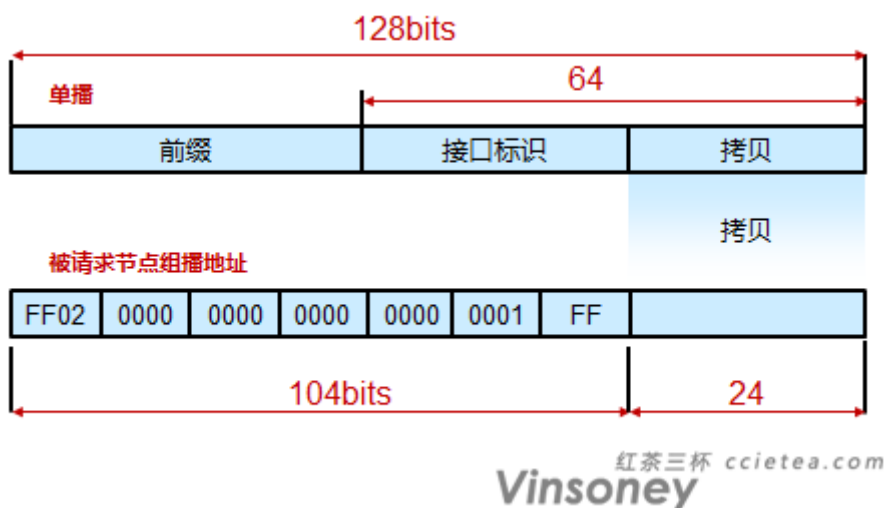 128bits
单播
64
前缀 接口标识 拷贝
拷贝
被请求节点组播地址
FF02 0000 0000 0000 0000 0001 FF
104bits 24
红茶三杯 ccietea.com
Vinsoney